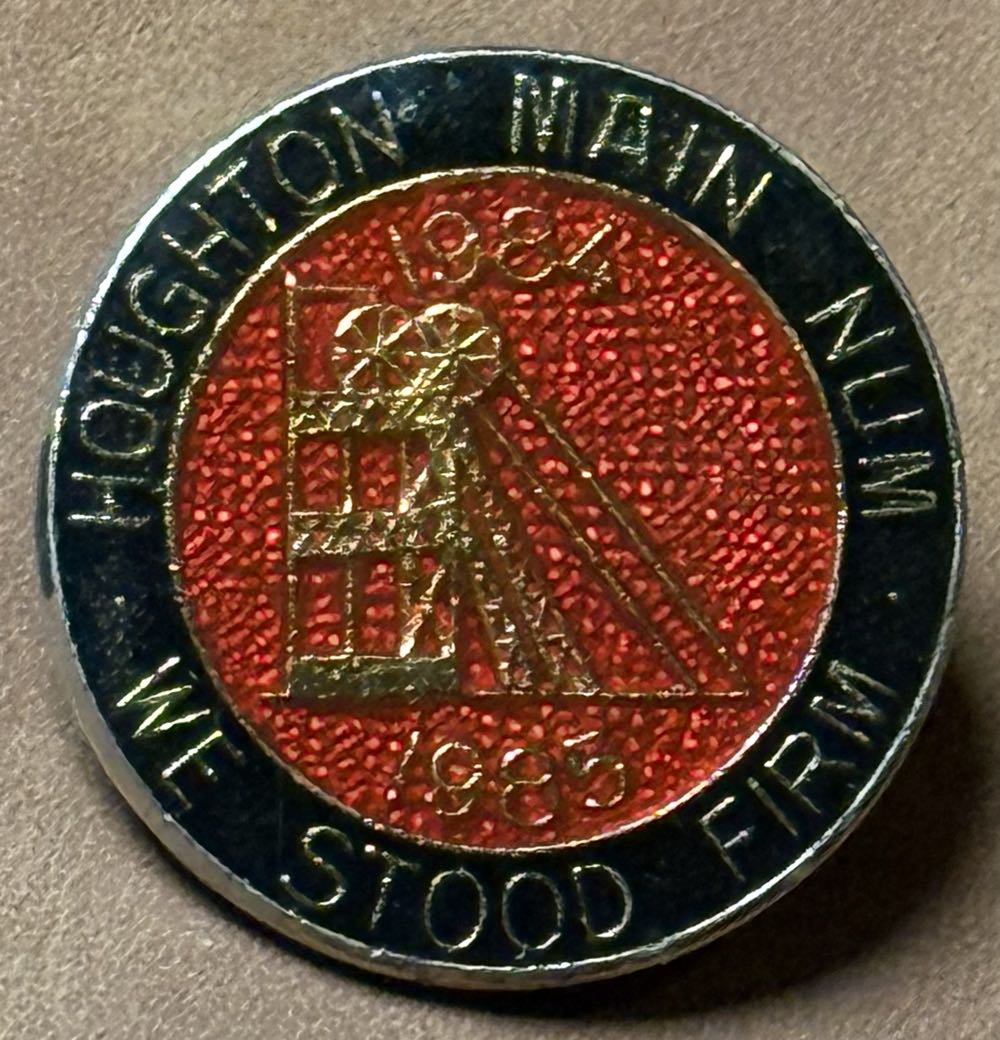 HOUGHTON MAIN NUM
1984
1985
WE STOOD FIRM